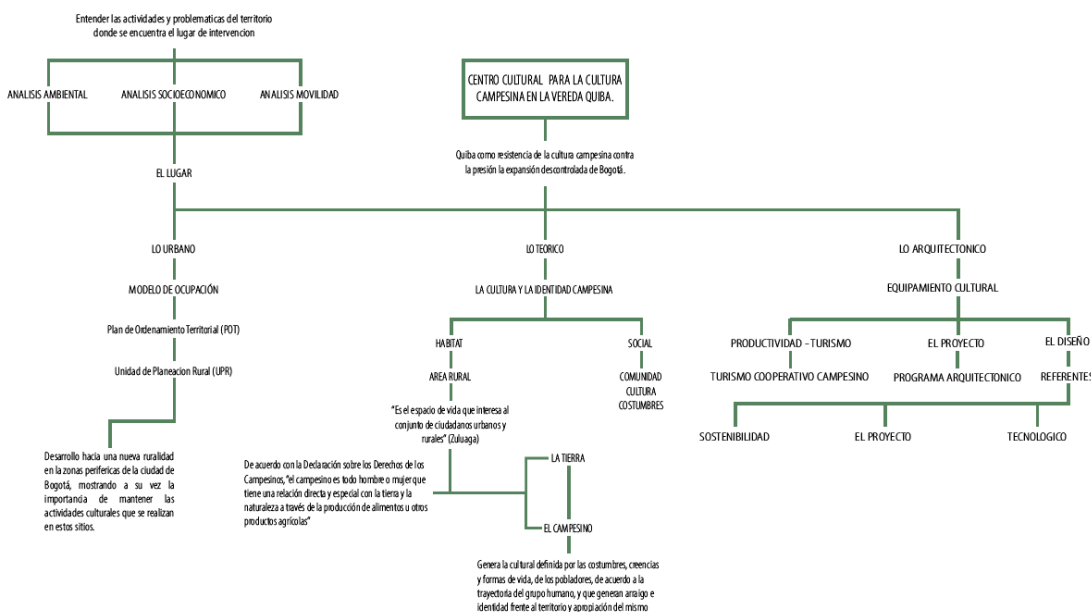 Entender las actividades y problematicas del territorio
donde se encuentra el lugar de intervencion
ANALISIS AMBIENTAL
ANALISIS SOCIOECONOMICO
ANALISIS MOVILIDAD
EL LUGAR
CENTRO CULTURAL PARA LA CULTURA
CAMPESINA EN LA VEREDA QUIBA.
Quiba como resistencia de la cultura campesina contra
la presión la expansión descontrolada de Bogotá.
LO URBANO
MODELO DE OCUPACIÓN
Plan de Ordenamiento Territorial (POT)
Unidad de Planeacion Rural (UPR)
Desarrollo hacia una nueva ruralidad
en la zonas perifericas de la ciudad de
Bogotá, mostrando a su vez la
importancia de mantener las
actividades culturales que se realizan
en estos sitios.
LO TEORICO
LA CULTURA Y LA IDENTIDAD CAMPESINA
HABITAT
AREA RURAL
"Es el espacio de vida que interesa al
conjunto de ciudadanos urbanos y
rurales" (Zuluaga)
SOCIAL
COMUNIDAD
CULTURA
COSTUMBRES
De acuerdo con la Declaración sobre los Derechos de los
Campesinos, "el campesino es todo hombre o mujer que
tiene una relación directa y especial con la tierra y la
naturaleza a través de la producción de alimentos u otros
productos agrícolas"
LA TIERRA
EL CAMPESINO
Genera la cultural definida por las costumbres, creencias
y formas de vida, de los pobladores, de acuerdo a la
trayectoria del grupo humano, y que generan arraigo e
identidad frente al territorio y apropiación del mismo
LO ARQUITECTONICO
EQUIPAMIENTO CULTURAL
PRODUCTIVIDAD - TURISMO
TURISMO COOPERATIVO CAMPESINO
EL PROYECTO
PROGRAMA ARQUITECTONICO
EL DISEÑO
REFERENTES
SOSTENIBILIDAD
EL PROYECTO
TECNOLOGICO